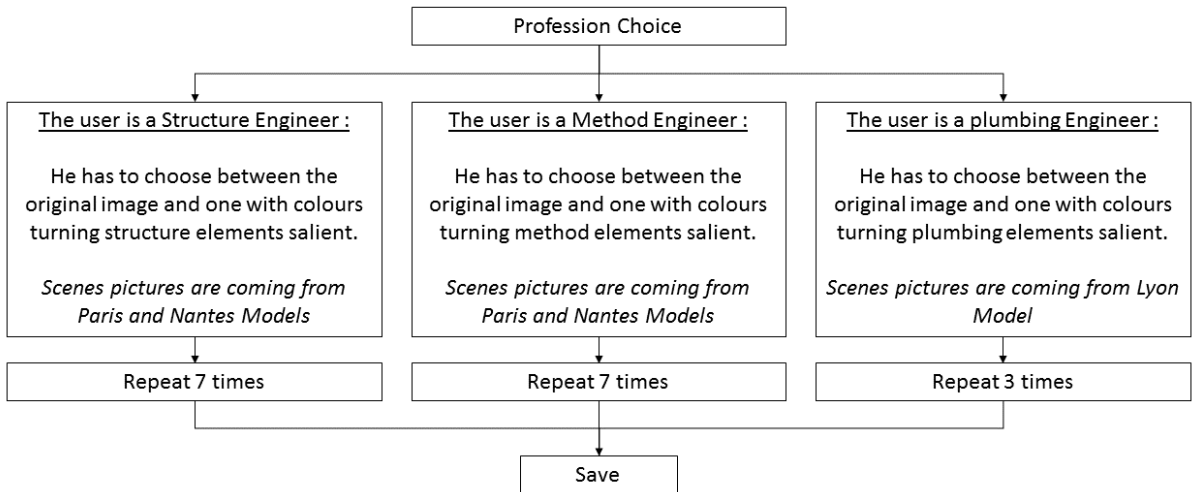 Profession Choice
The user is a Structure Engineer :
He has to choose between the
original image and one with colours
turning structure elements salient.
Scenes pictures are coming from
Paris and Nantes Models
Repeat 7 times
The user is a Method Engineer :
He has to choose between the
original image and one with colours
turning method elements salient.
Scenes pictures are coming from
Paris and Nantes Models
Repeat 7 times
The user is a plumbing Engineer :
He has to choose between the
original image and one with colours
turning plumbing elements salient.
Scenes pictures are coming from Lyon
Model
Repeat 3 times
Save